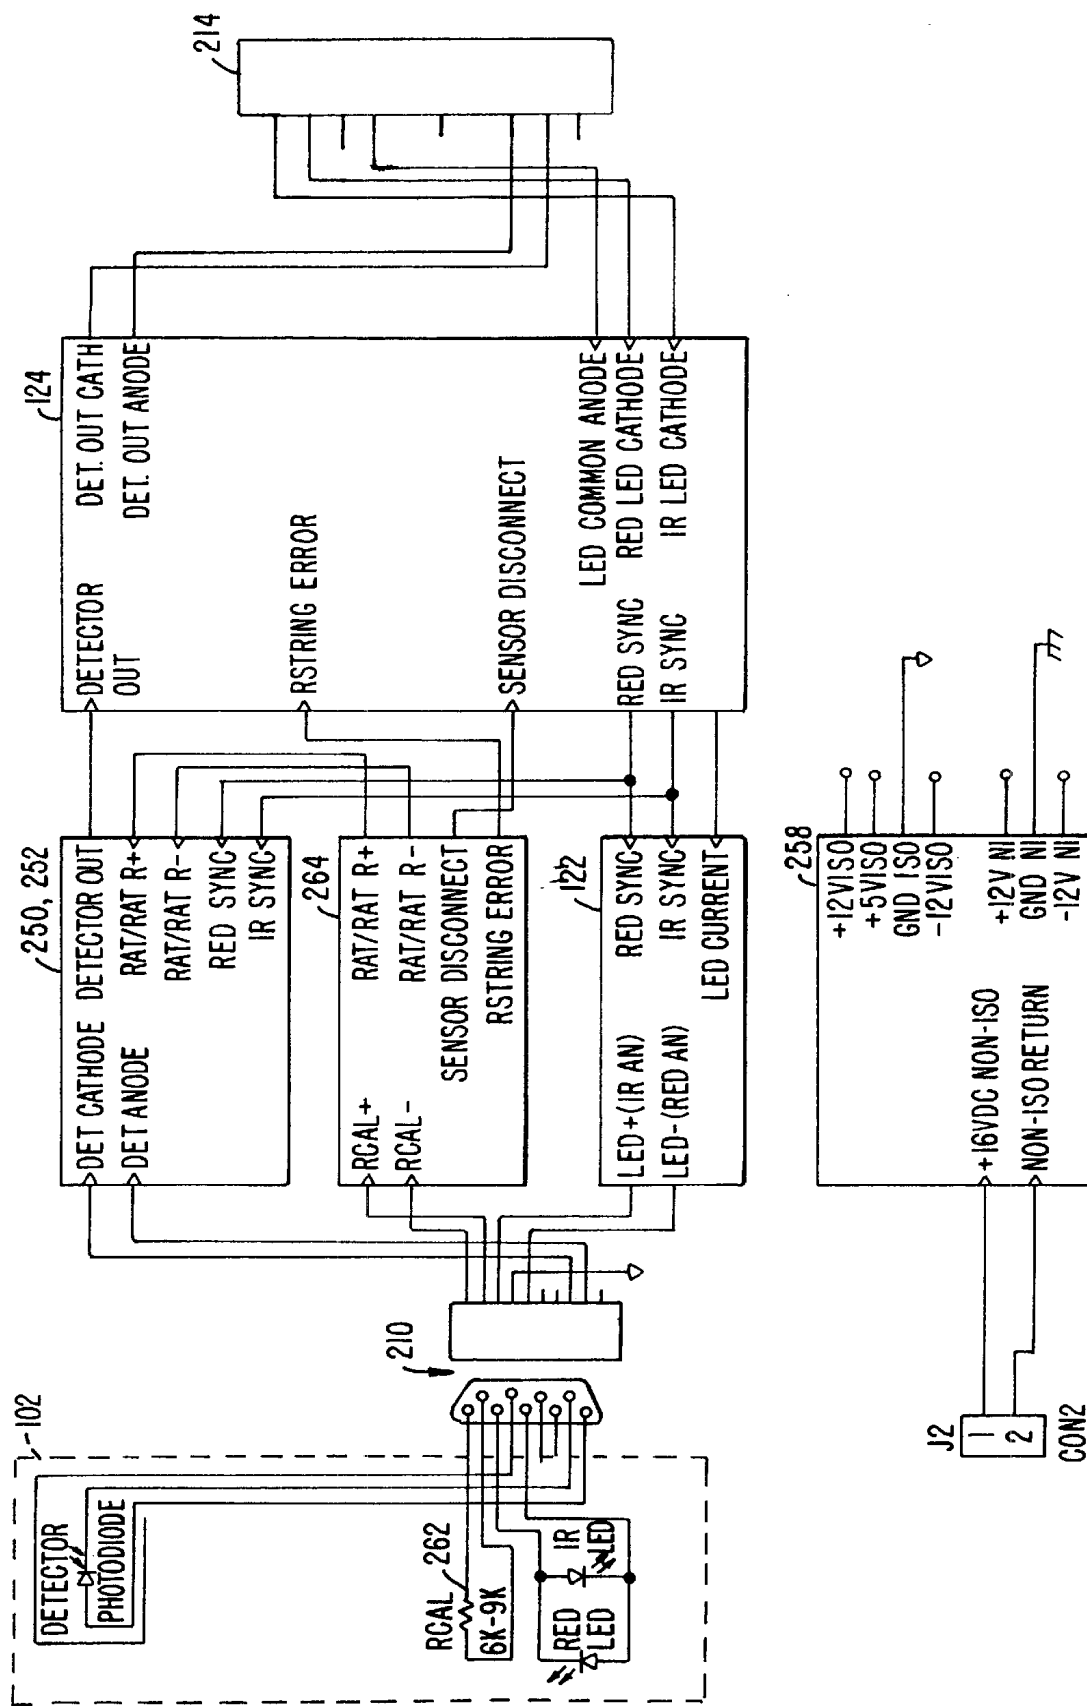 102
DETECTOR
PHOTODIODE
RCAL
262
6K-9K
RED
LED
IR
LED
210
250, 252
DET CATHODE
DETECTOR OUT
DET ANODE
RAT/RAT R+
RAT/RAT R-
RED SYNC
IR SYNC
264
RCAL+
RAT/RAT R+
RCAL-
RAT/RAT R-
SENSOR DISCONNECT
RSTRING ERROR
122
LED+(IR AN)
RED SYNC
LED-(RED AN)
IR SYNC
LED CURRENT
124
DETECTOR
OUT
DET. OUT CATH
DET. OUT ANODE
RSTRING ERROR
SENSOR DISCONNECT
LED COMMON ANODE
RED SYNC
RED LED CATHODE
IR SYNC
IR LED CATHODE
214
J2
1
2
CON2
258
+12VISO
+5VISO
GND ISO
-12VISO
+16VDC NON-ISO
+12V NI
NON-ISO RETURN
GND NI
-12V NI